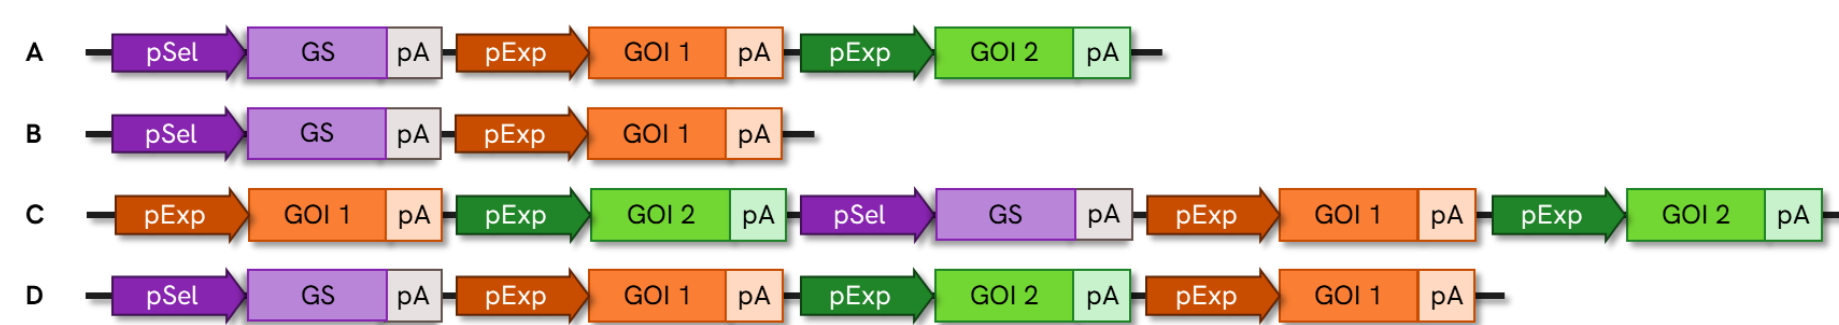 A pSel GS pA pExp GOI 1 pA pExp GOI 2 pA
B pSel GS pA pExp GOI 1 pA
C pExp GOI 1 pA pExp GOI 2 pA pSel GS pA pExp GOI 1 pA pExp GOI 2 pA
D pSel GS pA pExp GOI 1 pA pExp GOI 2 pA pExp GOI 1 pA